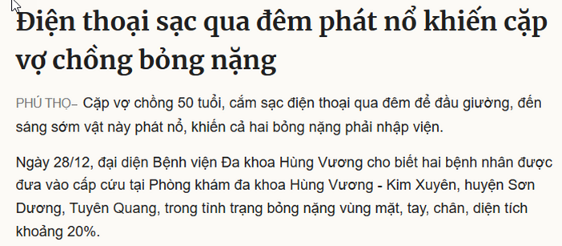 Điện thoại sạc qua đêm phát nổ khiến cặp
vợ chồng bỏng nặng
PHÚ THỌ– Cặp vợ chồng 50 tuổi, cắm sạc điện thoại qua đêm để đầu giường, đến
sáng sớm vật này phát nổ, khiến cả hai bỏng nặng phải nhập viện.
Ngày 28/12, đại diện Bệnh viện Đa khoa Hùng Vương cho biết hai bệnh nhân được
đưa vào cấp cứu tại Phòng khám đa khoa Hùng Vương - Kim Xuyên, huyện Sơn
Dương, Tuyên Quang, trong tình trạng bỏng nặng vùng mặt, tay, chân, diện tích
khoảng 20%.